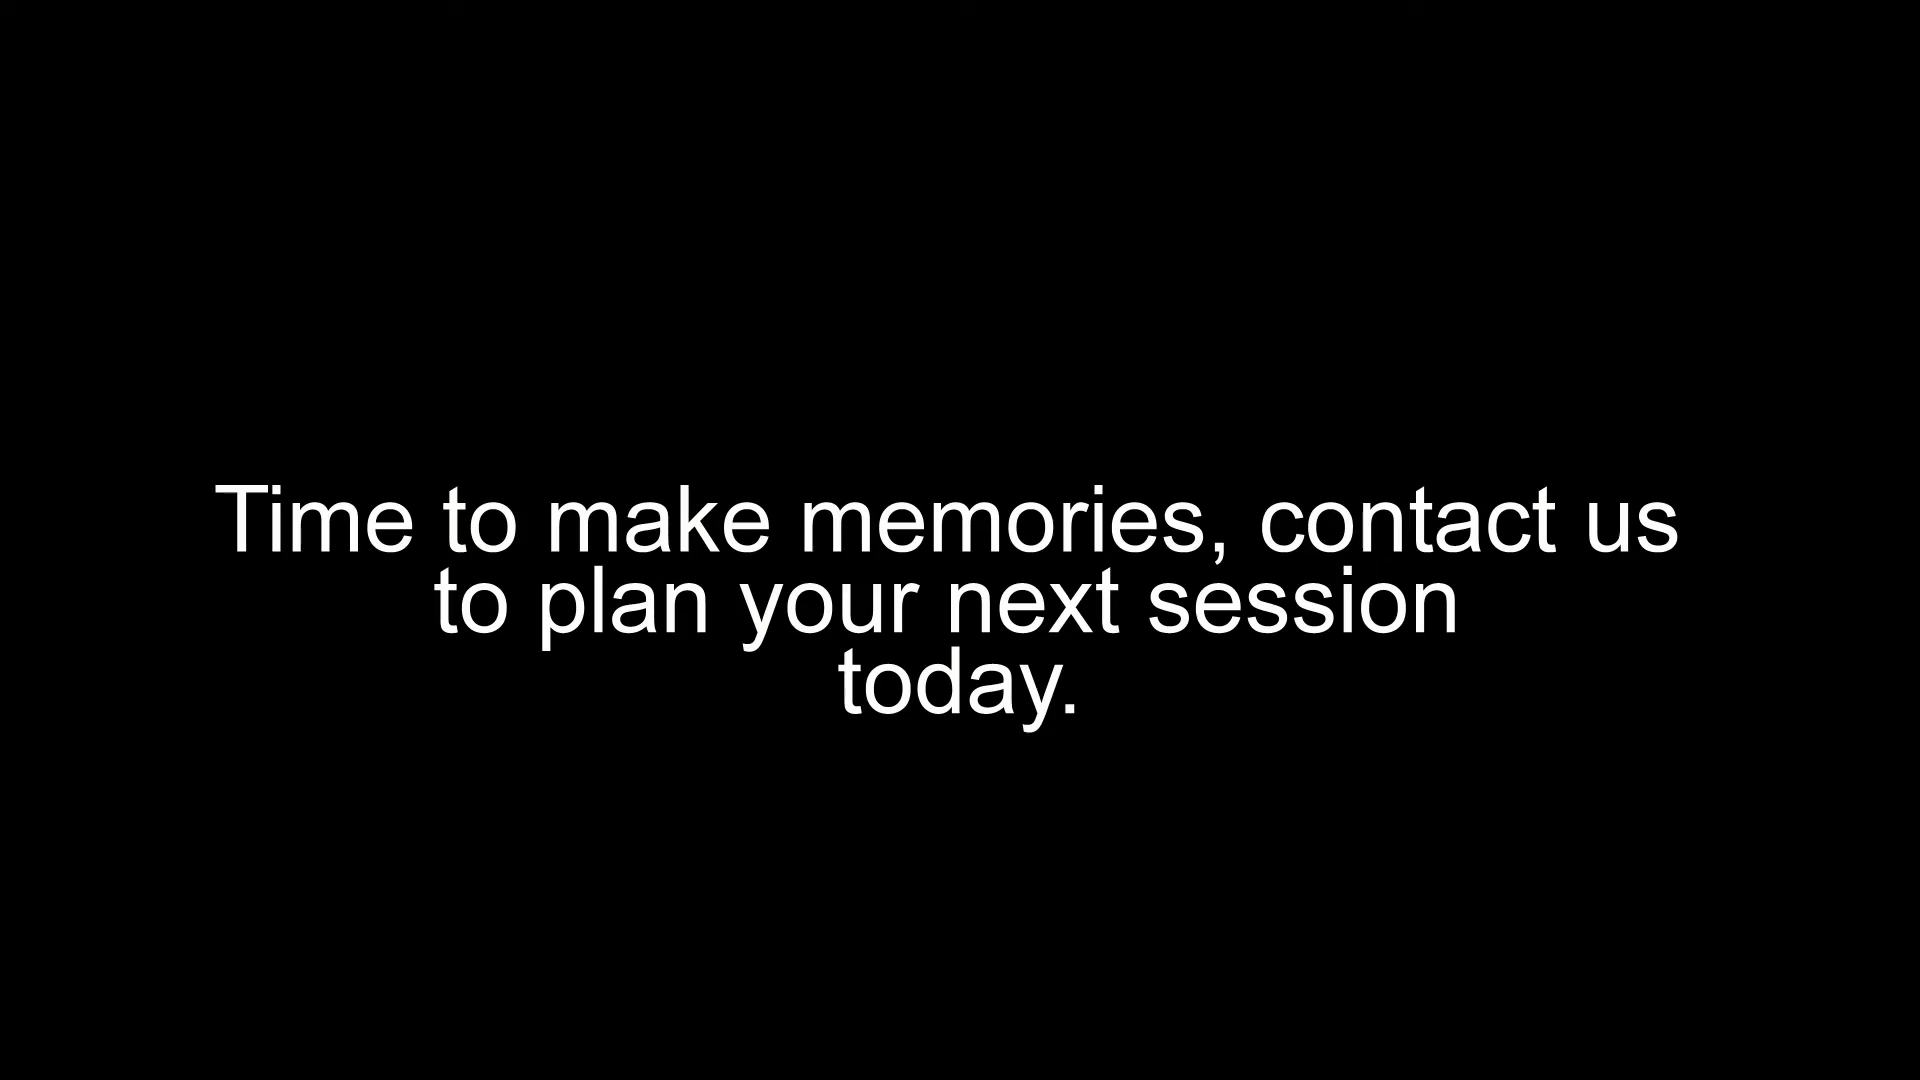 Time to make memories, contact us
to plan your next session
today.